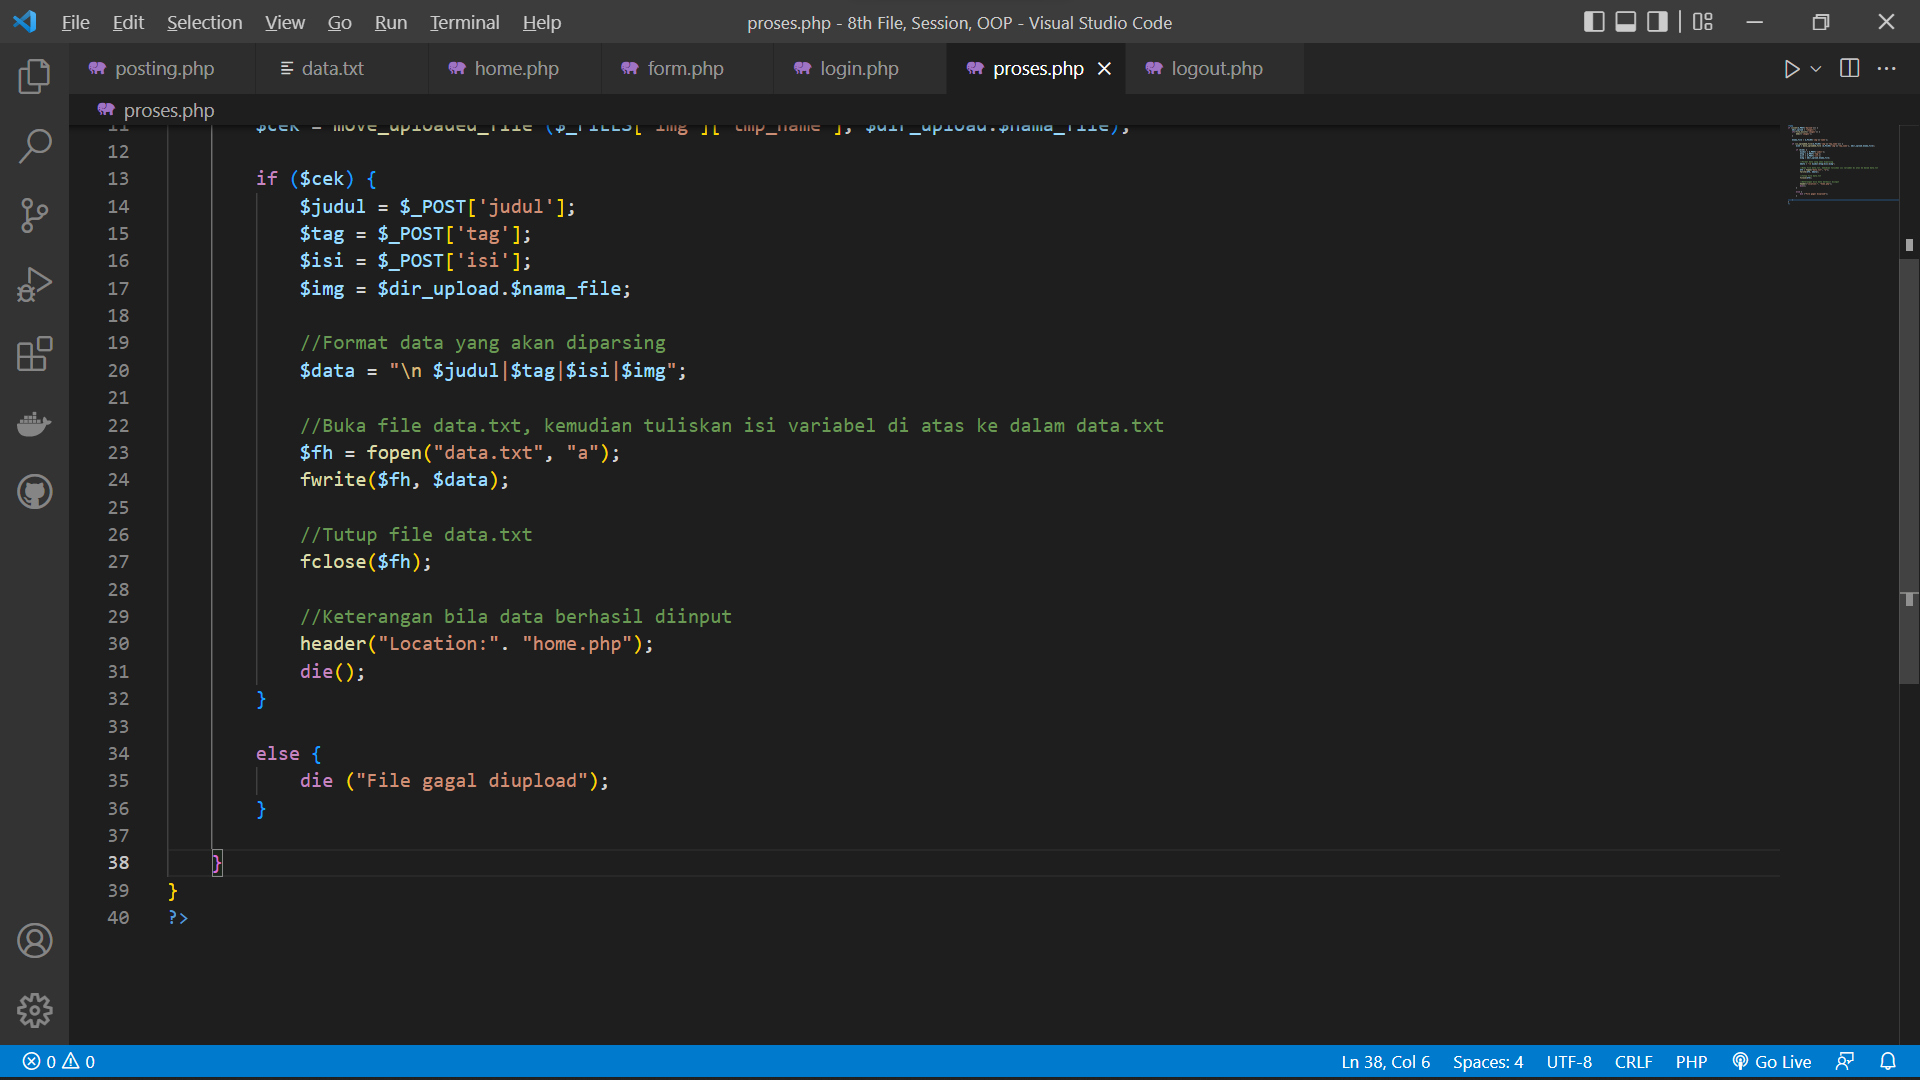 File Edit Selection View Go Run Terminal Help proses.php - 8th File, Session, OOP - Visual Studio Code
posting.php data.txt home.php form.php login.php proses.php logout.php
proses.php
11 $cek = move_uploaded_file ($_FILES['img']['tmp_name'], $dir_upload.$nama_file);
12
13 if ($cek) {
14 $judul = $_POST['judul'];
15 $tag = $_POST['tag'];
16 $isi = $_POST['isi'];
17 $img = $dir_upload.$nama_file;
18
19 //Format data yang akan diparsing
20 $data = "\n $judul|$tag|$isi|$img";
21
22 //Buka file data.txt, kemudian tuliskan isi variabel di atas ke dalam data.txt
23 $fh = fopen("data.txt", "a");
24 fwrite($fh, $data);
25
26 //Tutup file data.txt
27 fclose($fh);
28
29 //Keterangan bila data berhasil diinput
30 header("Location:". "home.php");
31 die();
32 }
33
34 else {
35 die ("File gagal diupload");
36 }
37
38 }
39 }
40 ?>
0 0 Ln 38, Col 6 Spaces: 4 UTF-8 CRLF PHP Go Live